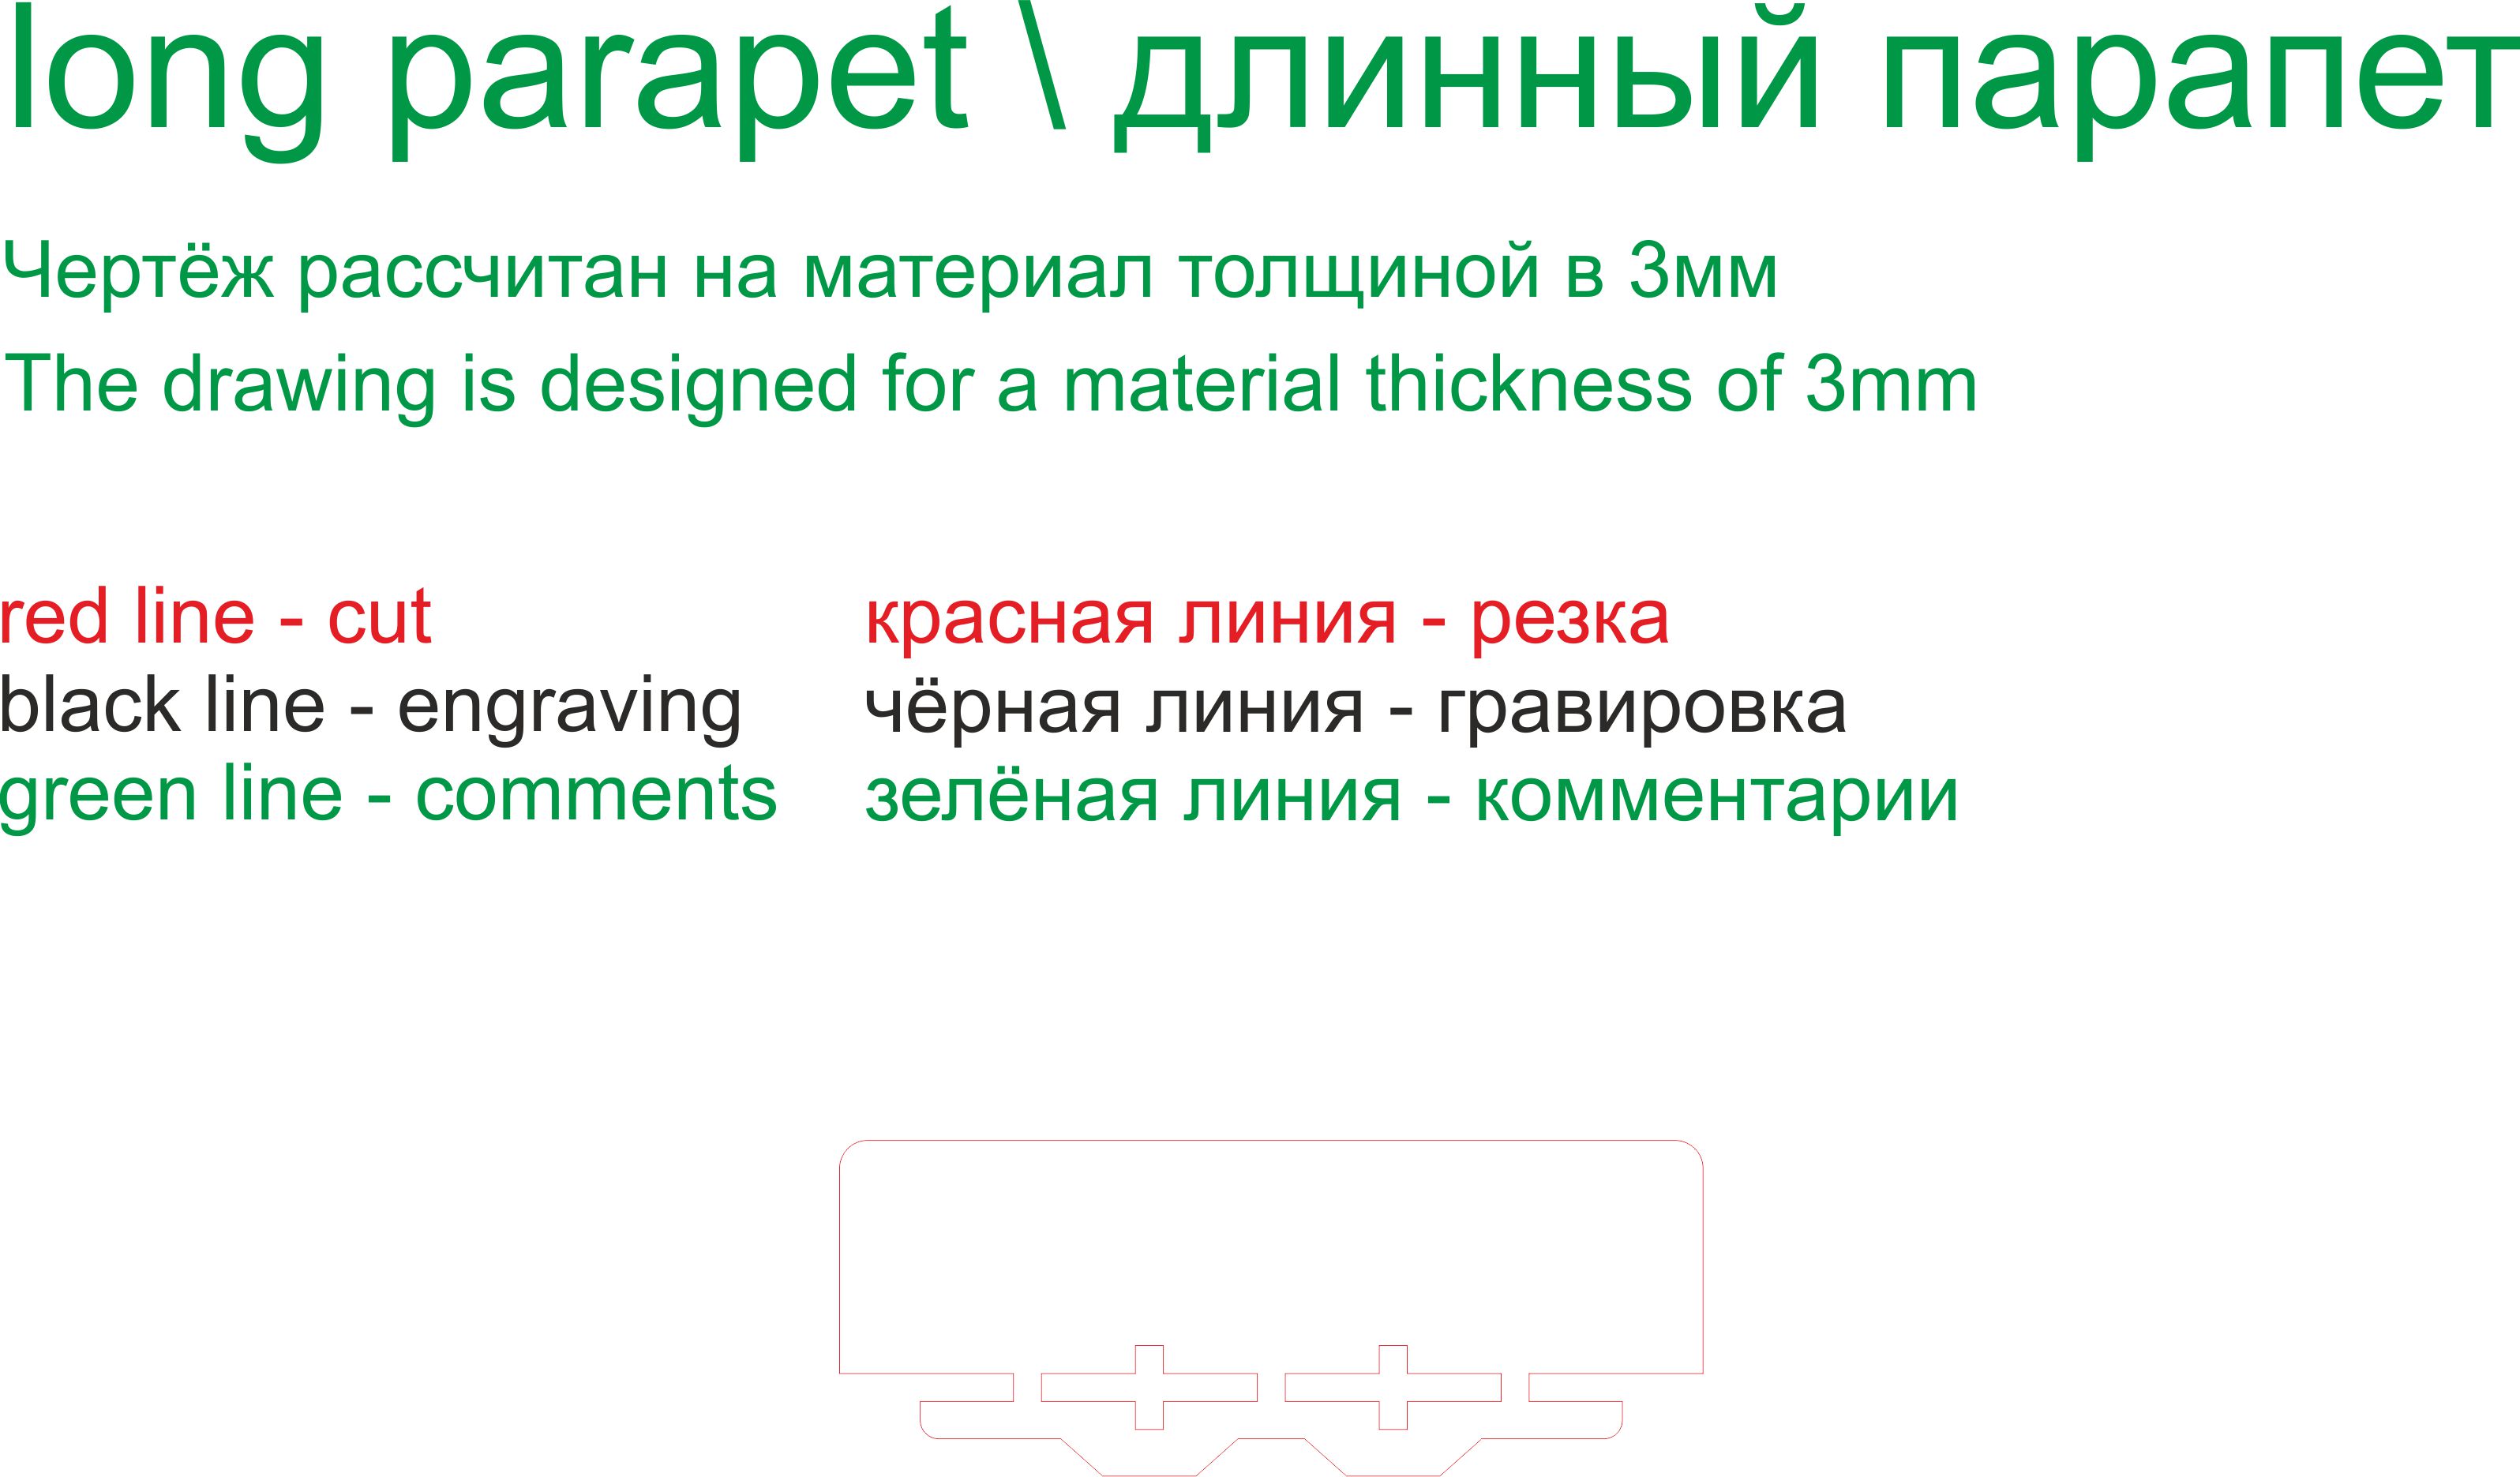 long parapet \ длинный парапет
Чертёж рассчитан на материал толщиной в 3мм
The drawing is designed for a material thickness of 3mm
red line - cut
black line - engraving
green line - comments
красная линия - резка
чёрная линия - гравировка
зелёная линия - комментарии